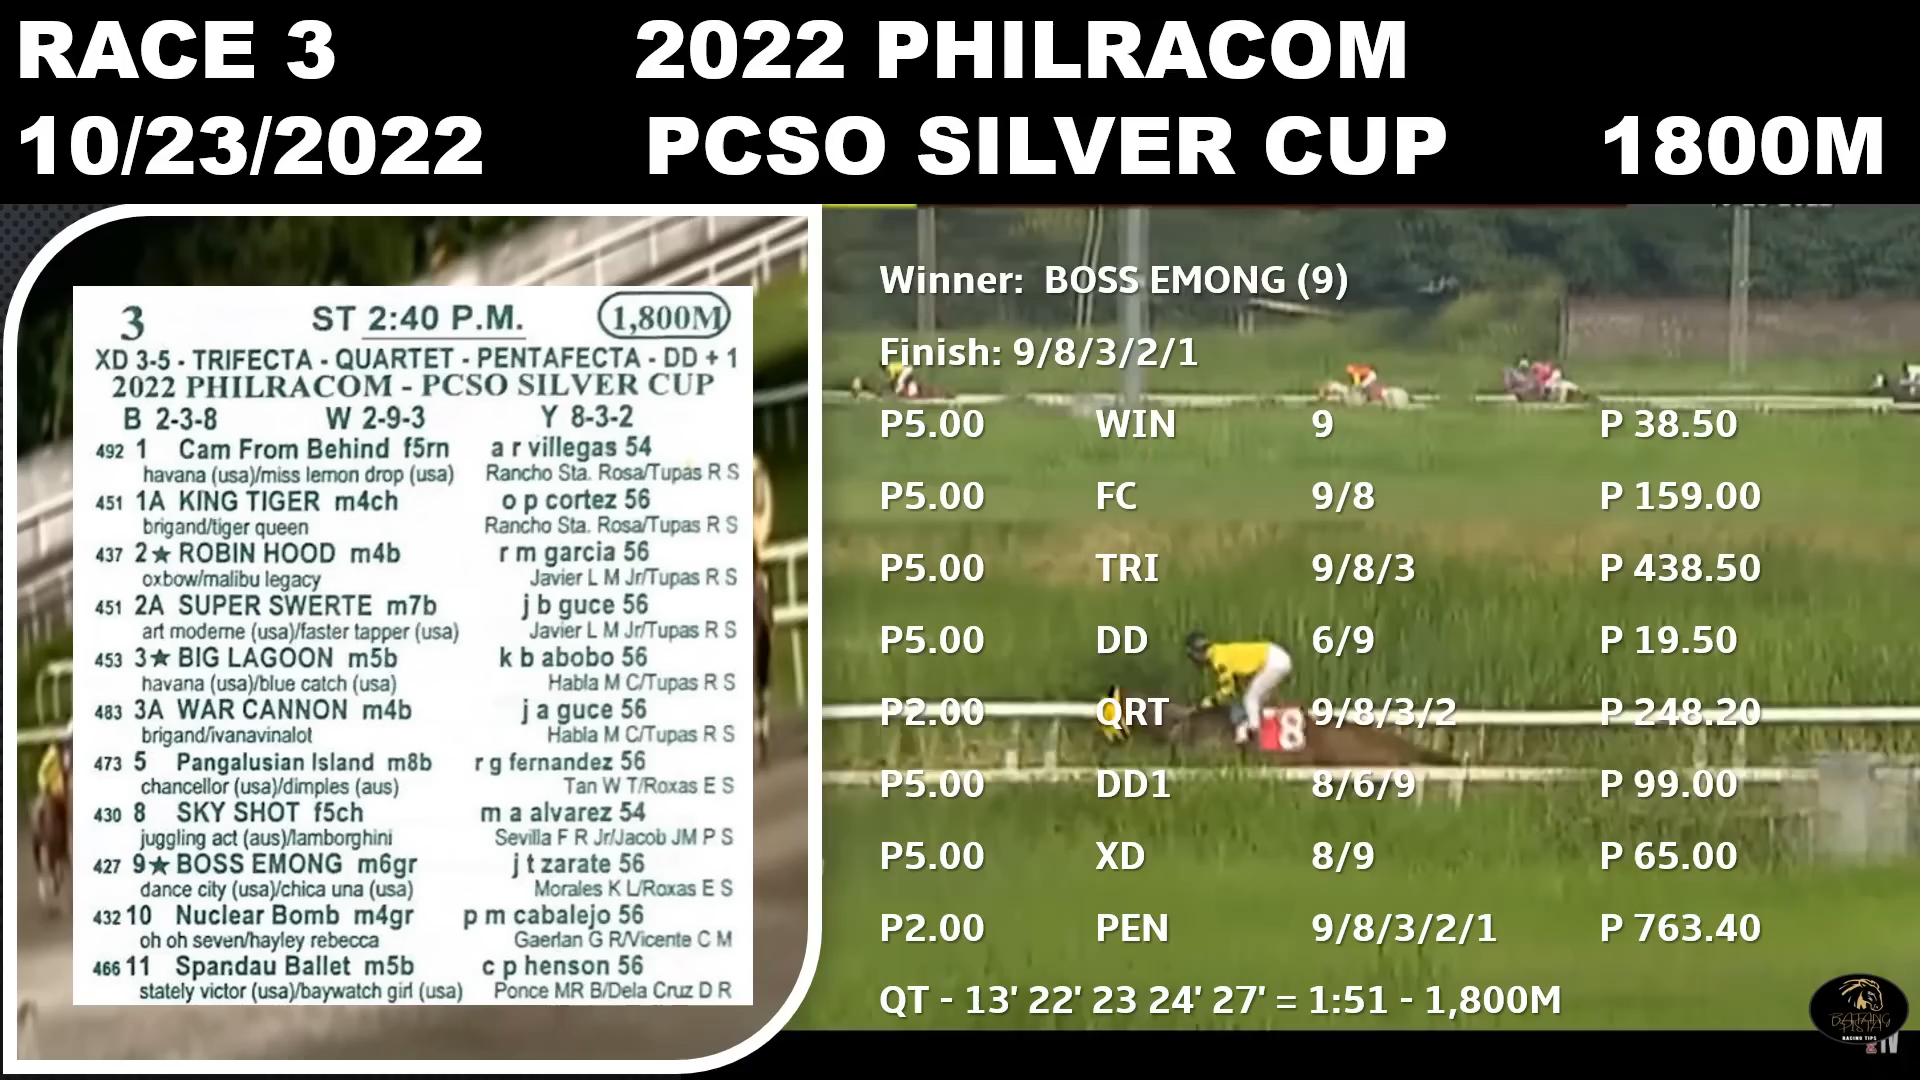 RACE 3 2022 PHILRACOM
10/23/2022 PCSO SILVER CUP 1800M
3 ST 2:40 P.M. 1,800M
XD 3-5 - TRIFECTA - QUARTET - PENTAFECTA - DD + 1
2022 PHILRACOM - PCSO SILVER CUP
B 2-3-8 W 2-9-3 Y 8-3-2
492 1 Cam From Behind f5rn a r villegas 54
havana (usa)/miss lemon drop (usa) Rancho Sta. Rosa/Tupas R S
451 1A KING TIGER m4ch o p cortez 56
brigand/tiger queen Rancho Sta. Rosa/Tupas R S
437 2★ ROBIN HOOD m4b r m garcia 56
oxbow/malibu legacy Javier L M Jr/Tupas R S
451 2A SUPER SWERTE m7b j b guce 56
art moderne (usa)/faster tapper (usa) Javier L M Jr/Tupas R S
453 3★ BIG LAGOON m5b k b abobo 56
havana (usa)/blue catch (usa) Habla M C/Tupas R S
483 3A WAR CANNON m4b j a guce 56
brigand/ivanavinalot Habla M C/Tupas R S
473 5 Pangalusian Island m8b r g fernandez 56
chancellor (usa)/dimples (aus) Tan W T/Roxas E S
430 8 SKY SHOT f5ch m a alvarez 54
juggling act (aus)/lamborghini Sevilla F R Jr/Jacob JM P S
427 9★ BOSS EMONG m6gr j t zarate 56
dance city (usa)/chica una (usa) Morales K L/Roxas E S
432 10 Nuclear Bomb m4gr p m cabalejo 56
oh oh seven/hayley rebecca Gaerlan G R/Vicente C M
466 11 Spandau Ballet m5b c p henson 56
stately victor (usa)/baywatch girl (usa) Ponce MR B/Dela Cruz D R
Winner: BOSS EMONG (9)
Finish: 9/8/3/2/1
P5.00 WIN 9 P 38.50
P5.00 FC 9/8 P 159.00
P5.00 TRI 9/8/3 P 438.50
P5.00 DD 6/9 P 19.50
P2.00 QRT 9/8/3/2 P 248.20
P5.00 DD1 8/6/9 P 99.00
P5.00 XD 8/9 P 65.00
P2.00 PEN 9/8/3/2/1 P 763.40
QT - 13' 22' 23 24' 27' = 1:51 - 1,800M
8
BATANG
PISTA
RACING TIPS